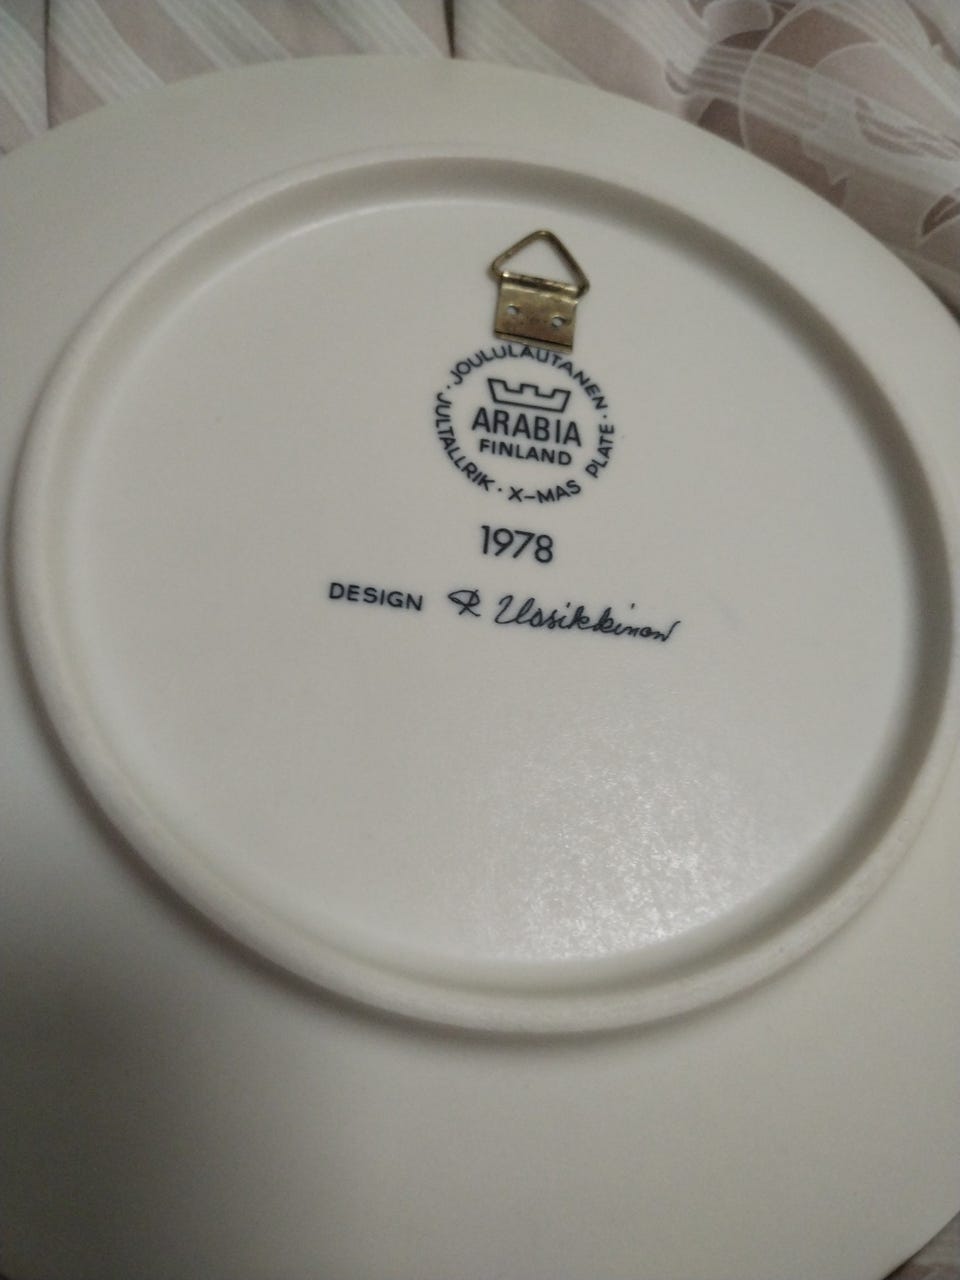 JOULULAUTANEN · JULTALLRIK · X-MAS PLATE ·
ARABIA
FINLAND
1978
DESIGN R Uosikkinen